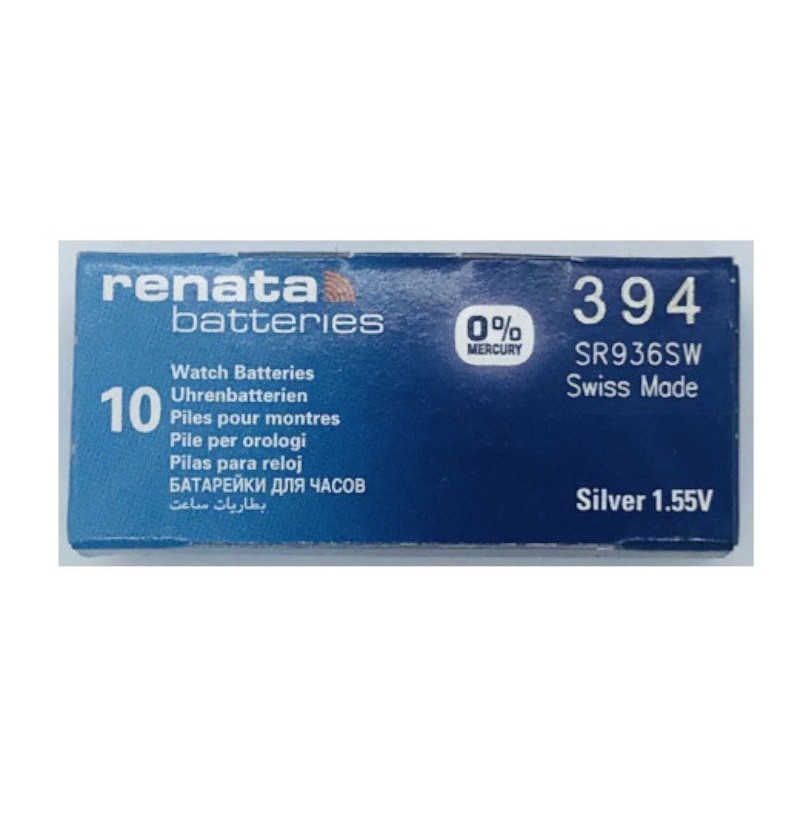 renata
batteries
10
Watch Batteries
Uhrenbatterien
Piles pour montres
Pile per orologi
Pilas para reloj
БАТАРЕЙКИ ДЛЯ ЧАСОВ
بطاريات ساعت
0%
MERCURY
394
SR936SW
Swiss Made
Silver 1.55V